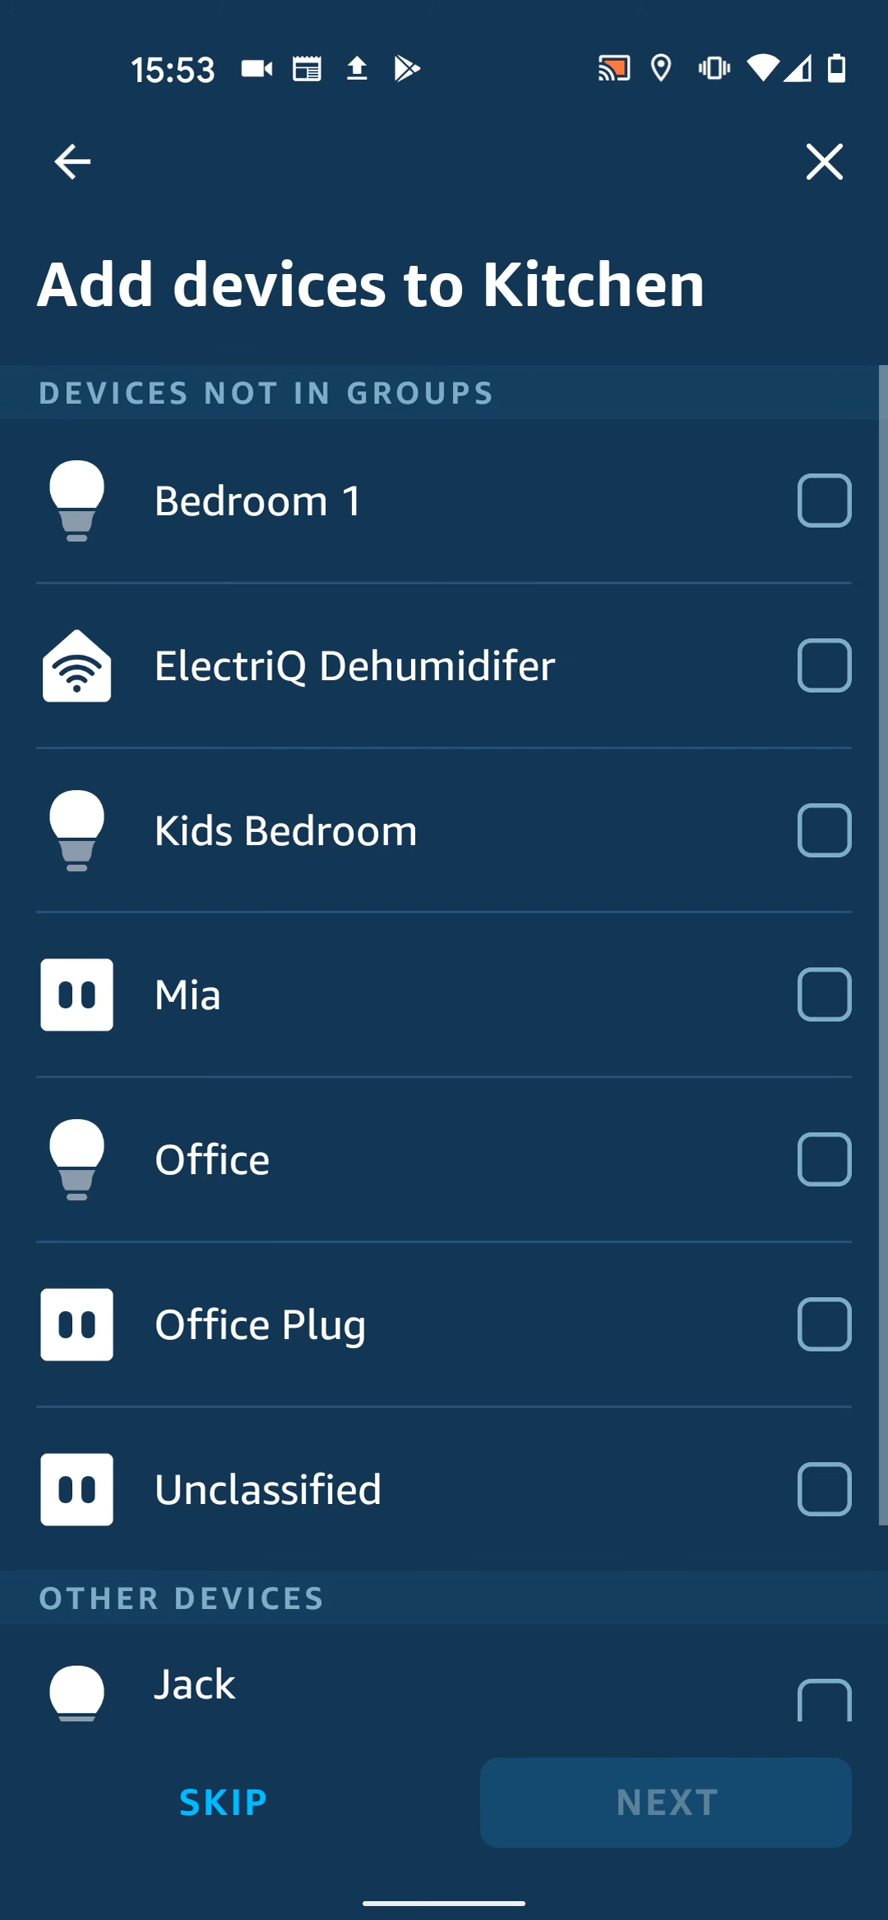 15:53
Add devices to Kitchen
DEVICES NOT IN GROUPS
Bedroom 1
ElectriQ Dehumidifer
Kids Bedroom
Mia
Office
Office Plug
Unclassified
OTHER DEVICES
Jack
SKIP
NEXT